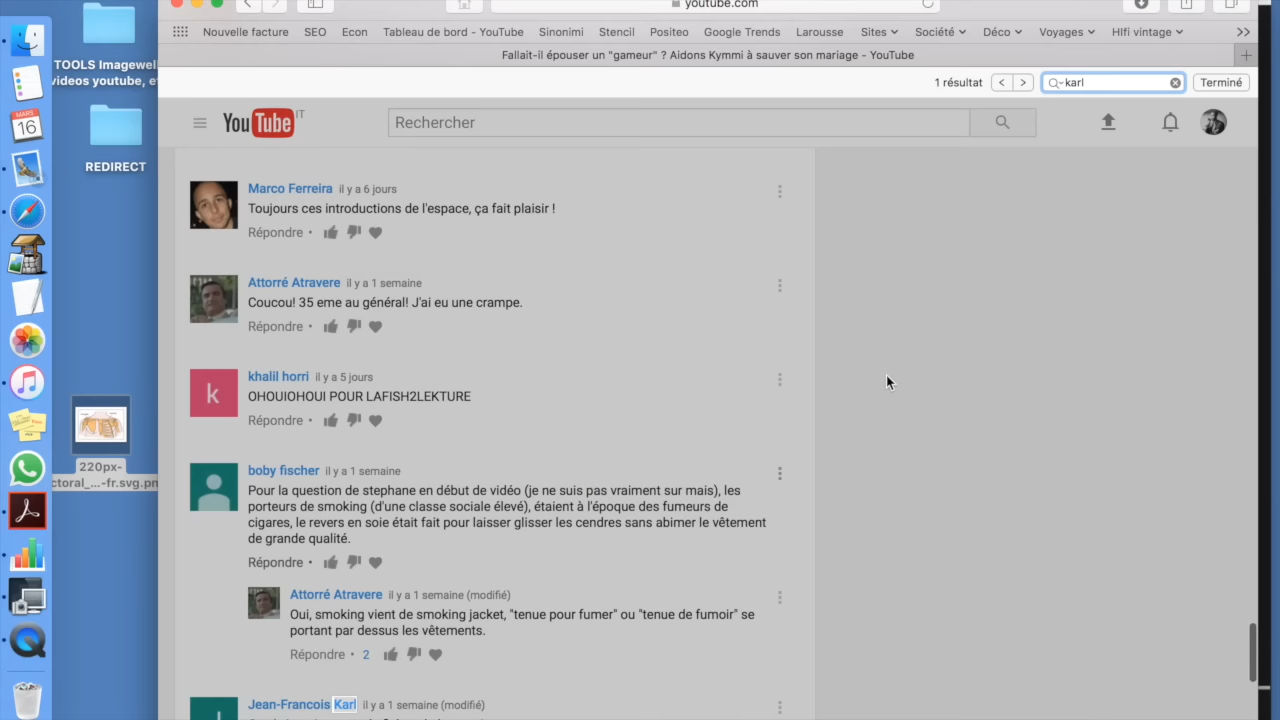 youtube.com
Nouvelle facture SEO Econ Tableau de bord - YouTube Sinonimi Stencil Positeo Google Trends Larousse Sites Société Déco Voyages HIfi vintage
Fallait-il épouser un "gameur" ? Aidons Kymmi à sauver son mariage - YouTube
1 résultat karl Terminé
TOOLS Imagewell
videos youtube, et
MARS
16
REDIRECT
220px-
ctoral_...-fr.svg.pn
YouTube IT
Rechercher
Marco Ferreira il y a 6 jours
Toujours ces introductions de l'espace, ça fait plaisir !
Répondre •
Attorré Atravere il y a 1 semaine
Coucou! 35 eme au général! J'ai eu une crampe.
Répondre •
k
khalil horri il y a 5 jours
OHOUIOHOUI POUR LAFISH2LEKTURE
Répondre •
boby fischer il y a 1 semaine
Pour la question de stephane en début de vidéo (je ne suis pas vraiment sur mais), les
porteurs de smoking (d'une classe sociale élevé), étaient à l'époque des fumeurs de
cigares, le revers en soie était fait pour laisser glisser les cendres sans abimer le vêtement
de grande qualité.
Répondre •
Attorré Atravere il y a 1 semaine (modifié)
Oui, smoking vient de smoking jacket, "tenue pour fumer" ou "tenue de fumoir" se
portant par dessus les vêtements.
Répondre • 2
Jean-Francois Karl il y a 1 semaine (modifié)